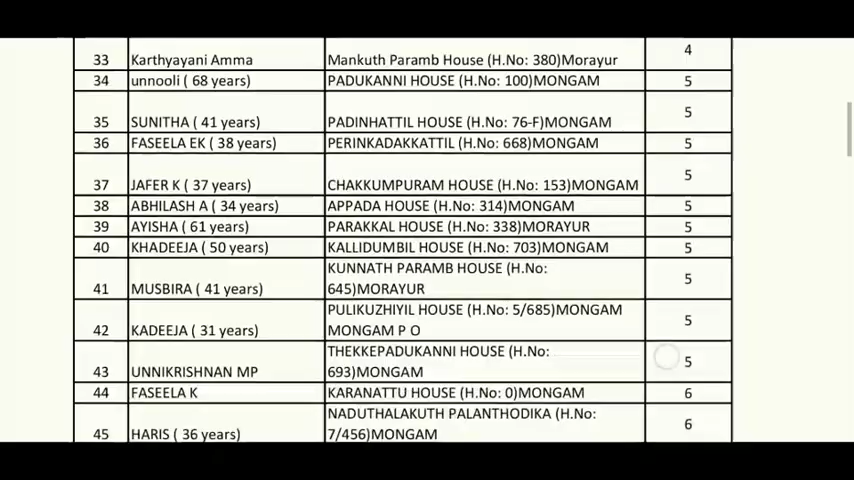 33 Karthyayani Amma Mankuth Paramb House (H.No: 380)Morayur 4
34 unnooli ( 68 years) PADUKANNI HOUSE (H.No: 100)MONGAM 5
35 SUNITHA ( 41 years) PADINHATTIL HOUSE (H.No: 76-F)MONGAM 5
36 FASEELA EK ( 38 years) PERINKADAKKATTIL (H.No: 668)MONGAM 5
37 JAFER K ( 37 years) CHAKKUMPURAM HOUSE (H.No: 153)MONGAM 5
38 ABHILASH A ( 34 years) APPADA HOUSE (H.No: 314)MONGAM 5
39 AYISHA ( 61 years) PARAKKAL HOUSE (H.No: 338)MORAYUR 5
40 KHADEEJA ( 50 years) KALLIDUMBIL HOUSE (H.No: 703)MONGAM 5
KUNNATH PARAMB HOUSE (H.No:
41 MUSBIRA ( 41 years) 645)MORAYUR 5
PULIKUZHIYIL HOUSE (H.No: 5/685)MONGAM
42 KADEEJA ( 31 years) MONGAM P O 5
THEKKEPADUKANNI HOUSE (H.No:
43 UNNIKRISHNAN MP 693)MONGAM 5
44 FASEELA K KARANATTU HOUSE (H.No: 0)MONGAM 6
NADUTHALAKUTH PALANTHODIKA (H.No:
45 HARIS ( 36 years) 7/456)MONGAM 6